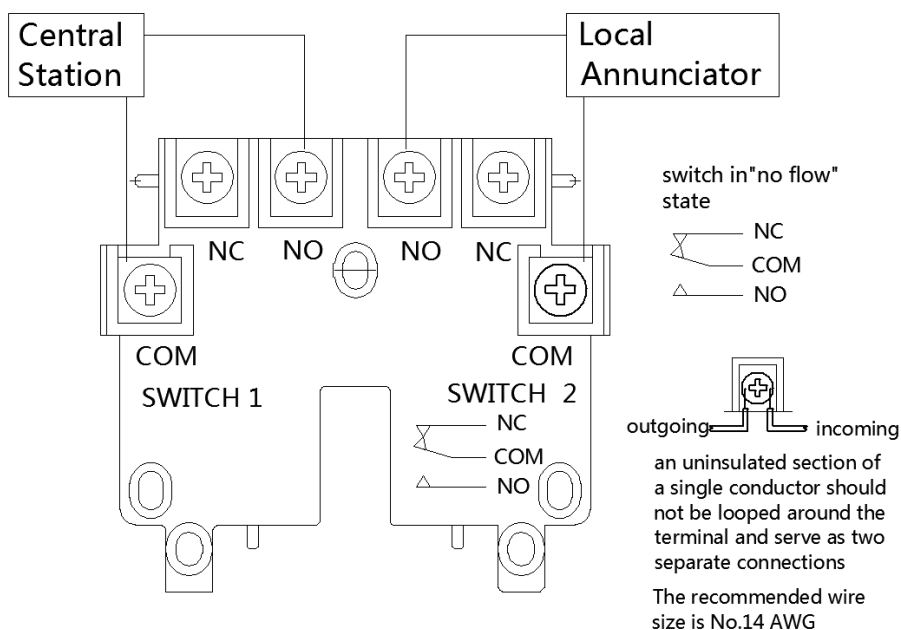 Central
Station
Local
Annunciator
NC
NO
NO
NC
COM
SWITCH 1
COM
SWITCH 2
NC
COM
NO
switch in"no flow"
state
NC
COM
NO
outgoing
incoming
an uninsulated section of
a single conductor should
not be looped around the
terminal and serve as two
separate connections
The recommended wire
size is No.14 AWG